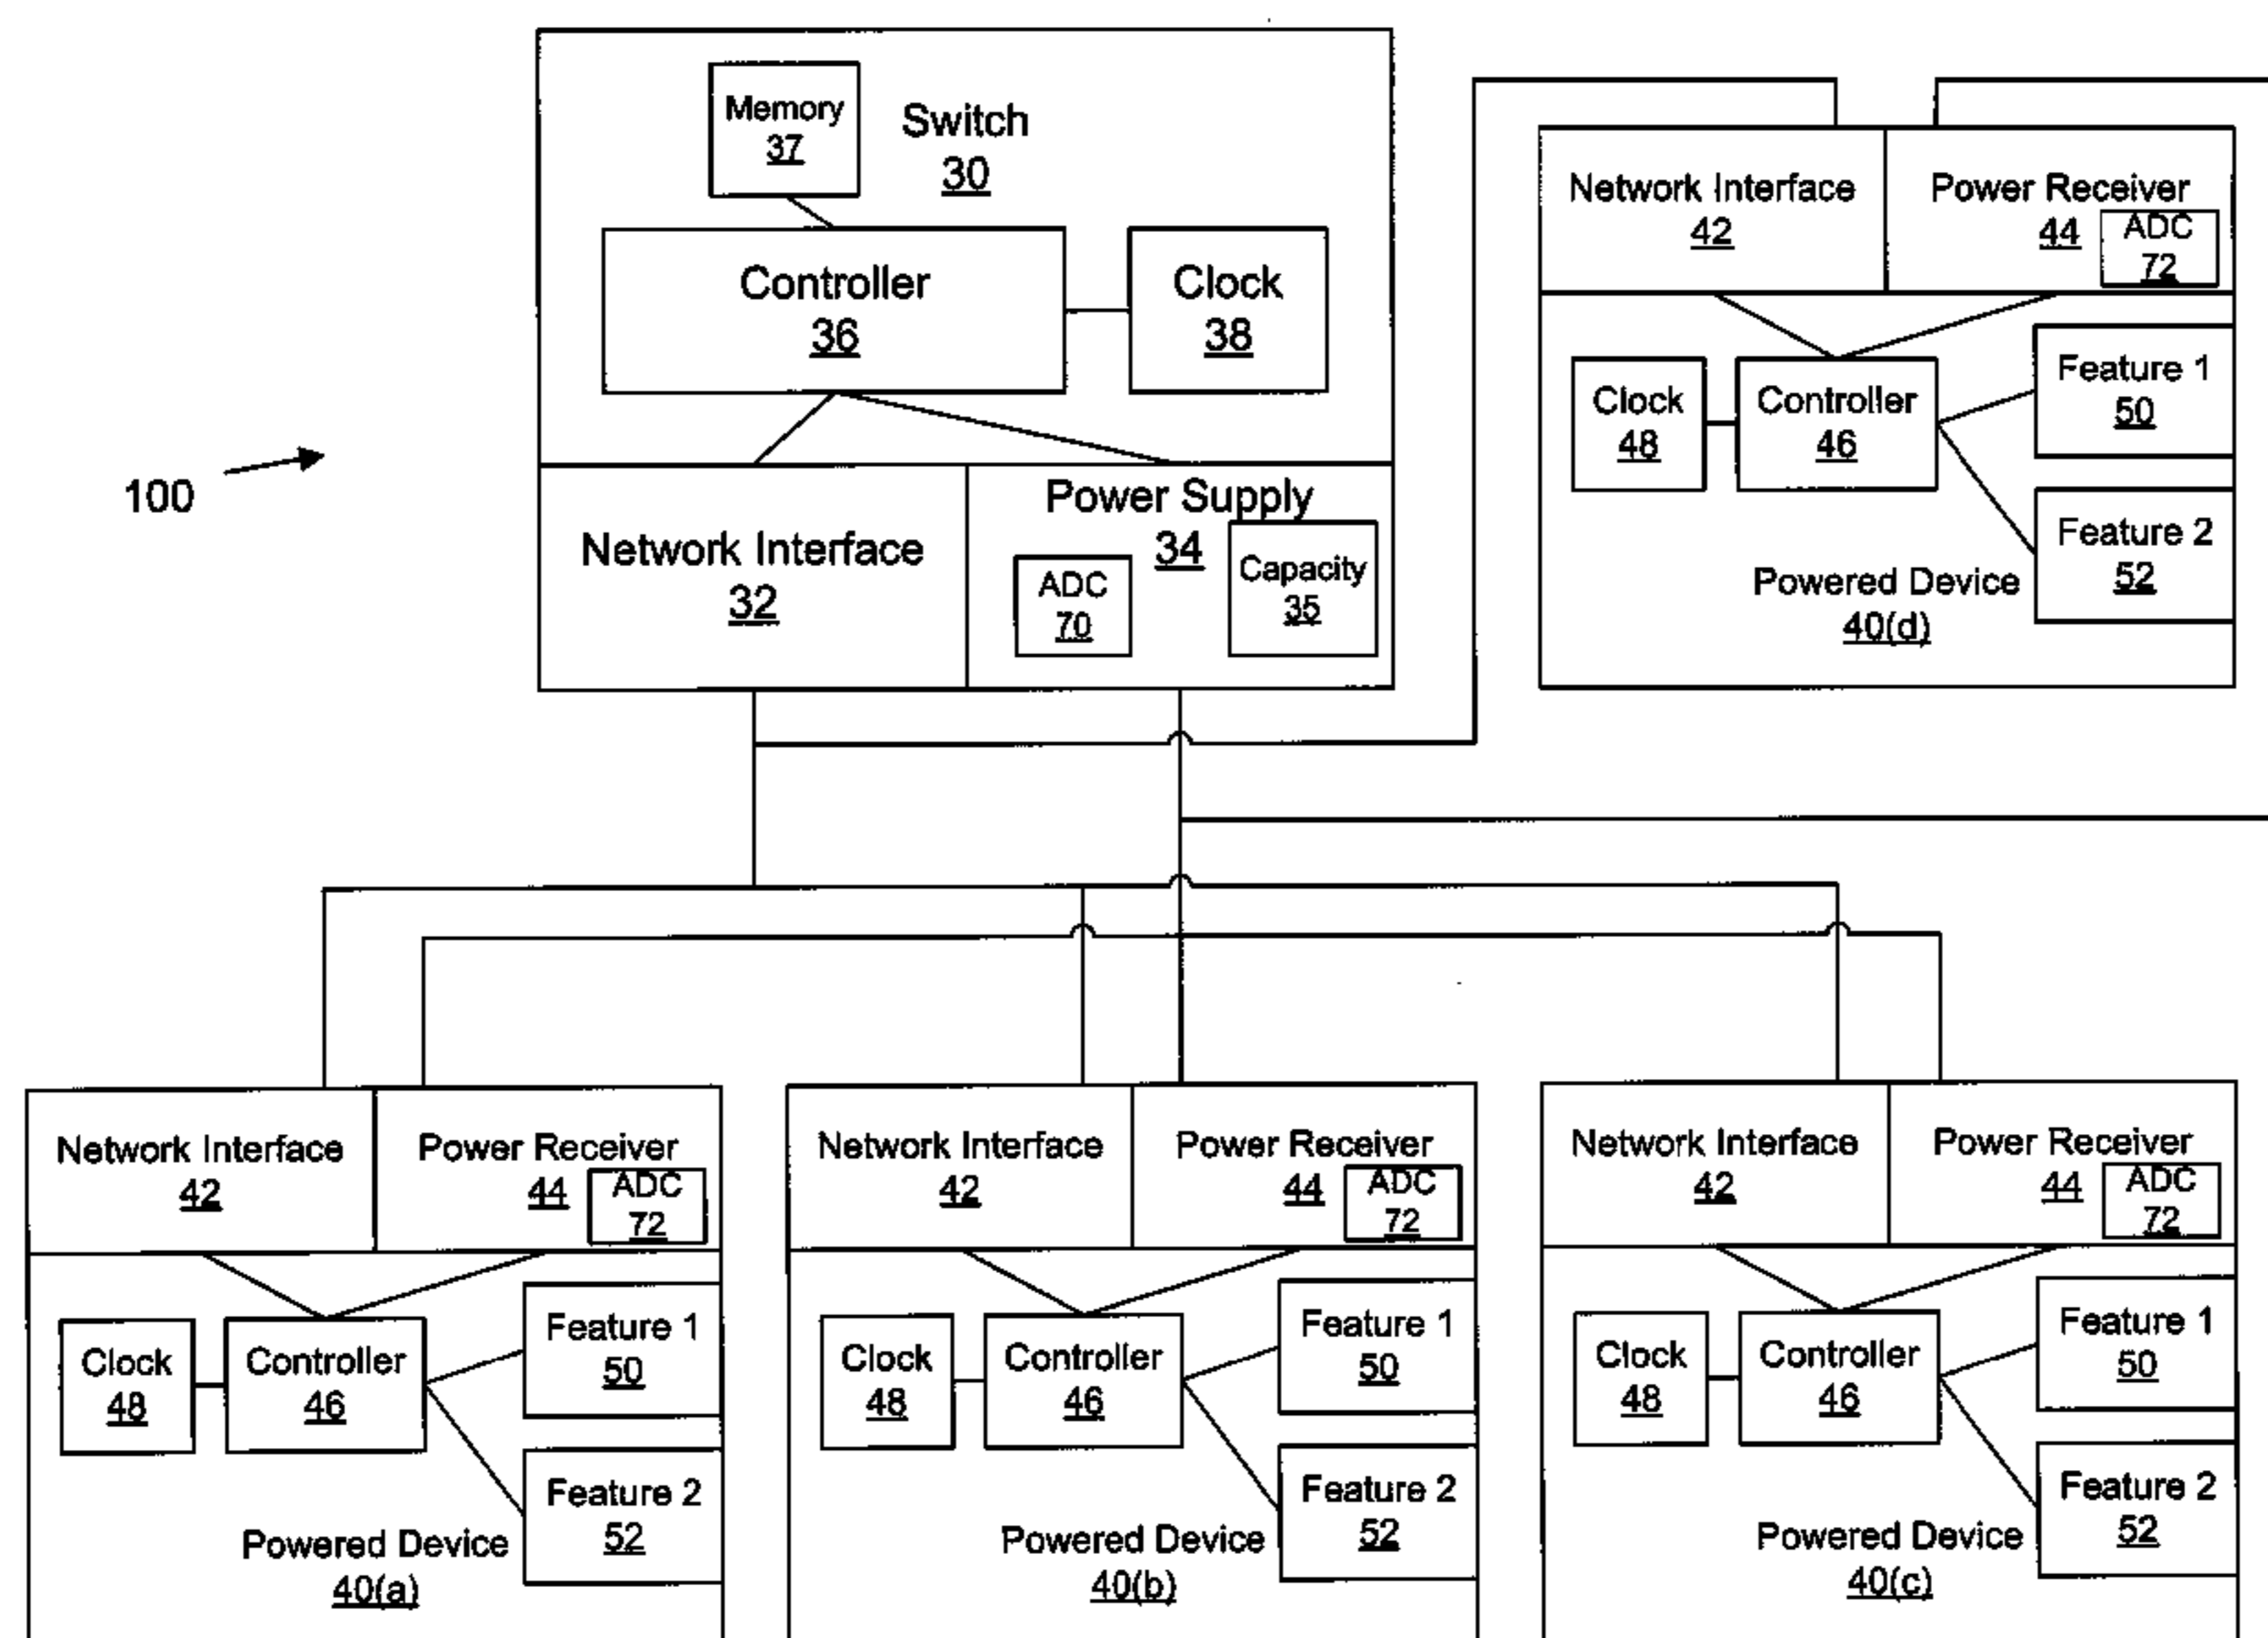 Memory
37
Switch
30
Controller
36
Clock
38
100
Network Interface
32
Power Supply
34
ADC
70
Capacity
35
Network Interface
42
Power Receiver
44
ADC
72
Clock
48
Controller
46
Feature 1
50
Feature 2
52
Powered Device
40(d)
Network Interface
42
Power Receiver
44
ADC
72
Clock
48
Controller
46
Feature 1
50
Feature 2
52
Powered Device
40(a)
Network Interface
42
Power Receiver
44
ADC
72
Clock
48
Controller
46
Feature 1
50
Feature 2
52
Powered Device
40(b)
Network Interface
42
Power Receiver
44
ADC
72
Clock
48
Controller
46
Feature 1
50
Feature 2
52
Powered Device
40(c)